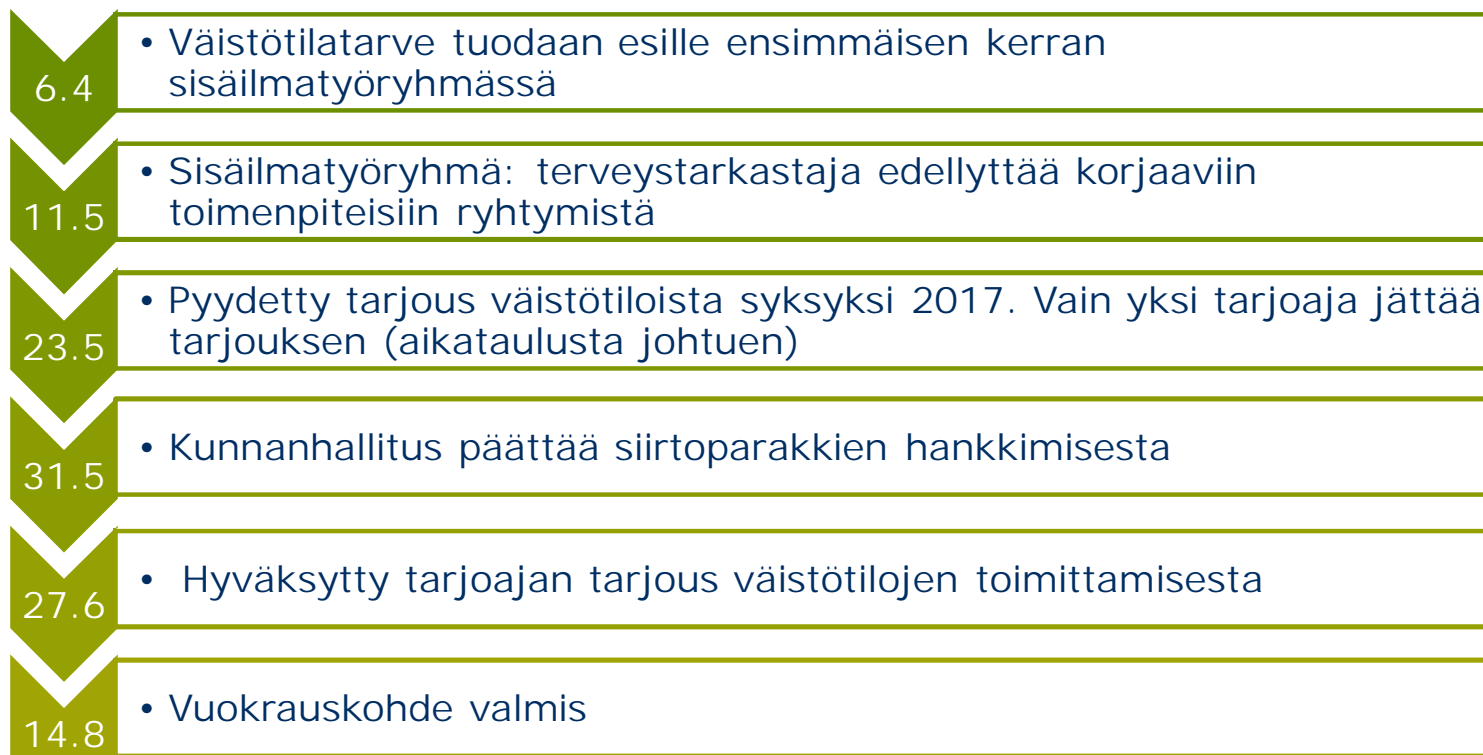 6.4
• Väistötilatarve tuodaan esille ensimmäisen kerran
sisäilmatyöryhmässä
11.5
• Sisäilmatyöryhmä: terveystarkastaja edellyttää korjaaviin
toimenpiteisiin ryhtymistä
23.5
• Pyydetty tarjous väistötiloista syksyksi 2017. Vain yksi tarjoaja jättää
tarjouksen (aikataulusta johtuen)
31.5
• Kunnanhallitus päättää siirtoparakkien hankkimisesta
27.6
• Hyväksytty tarjoajan tarjous väistötilojen toimittamisesta
14.8
• Vuokrauskohde valmis